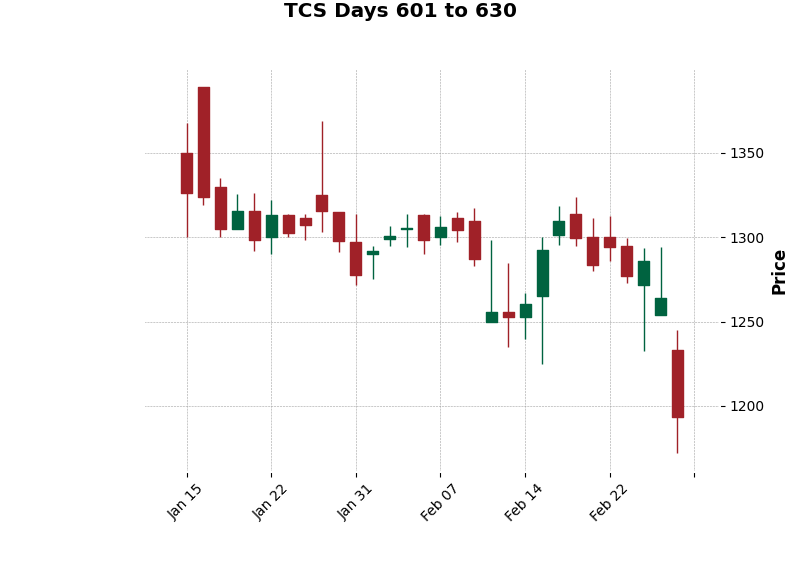 TCS Days 601 to 630
1350
1300
1250
1200
Price
Jan 15
Jan 22
Jan 31
Feb 07
Feb 14
Feb 22